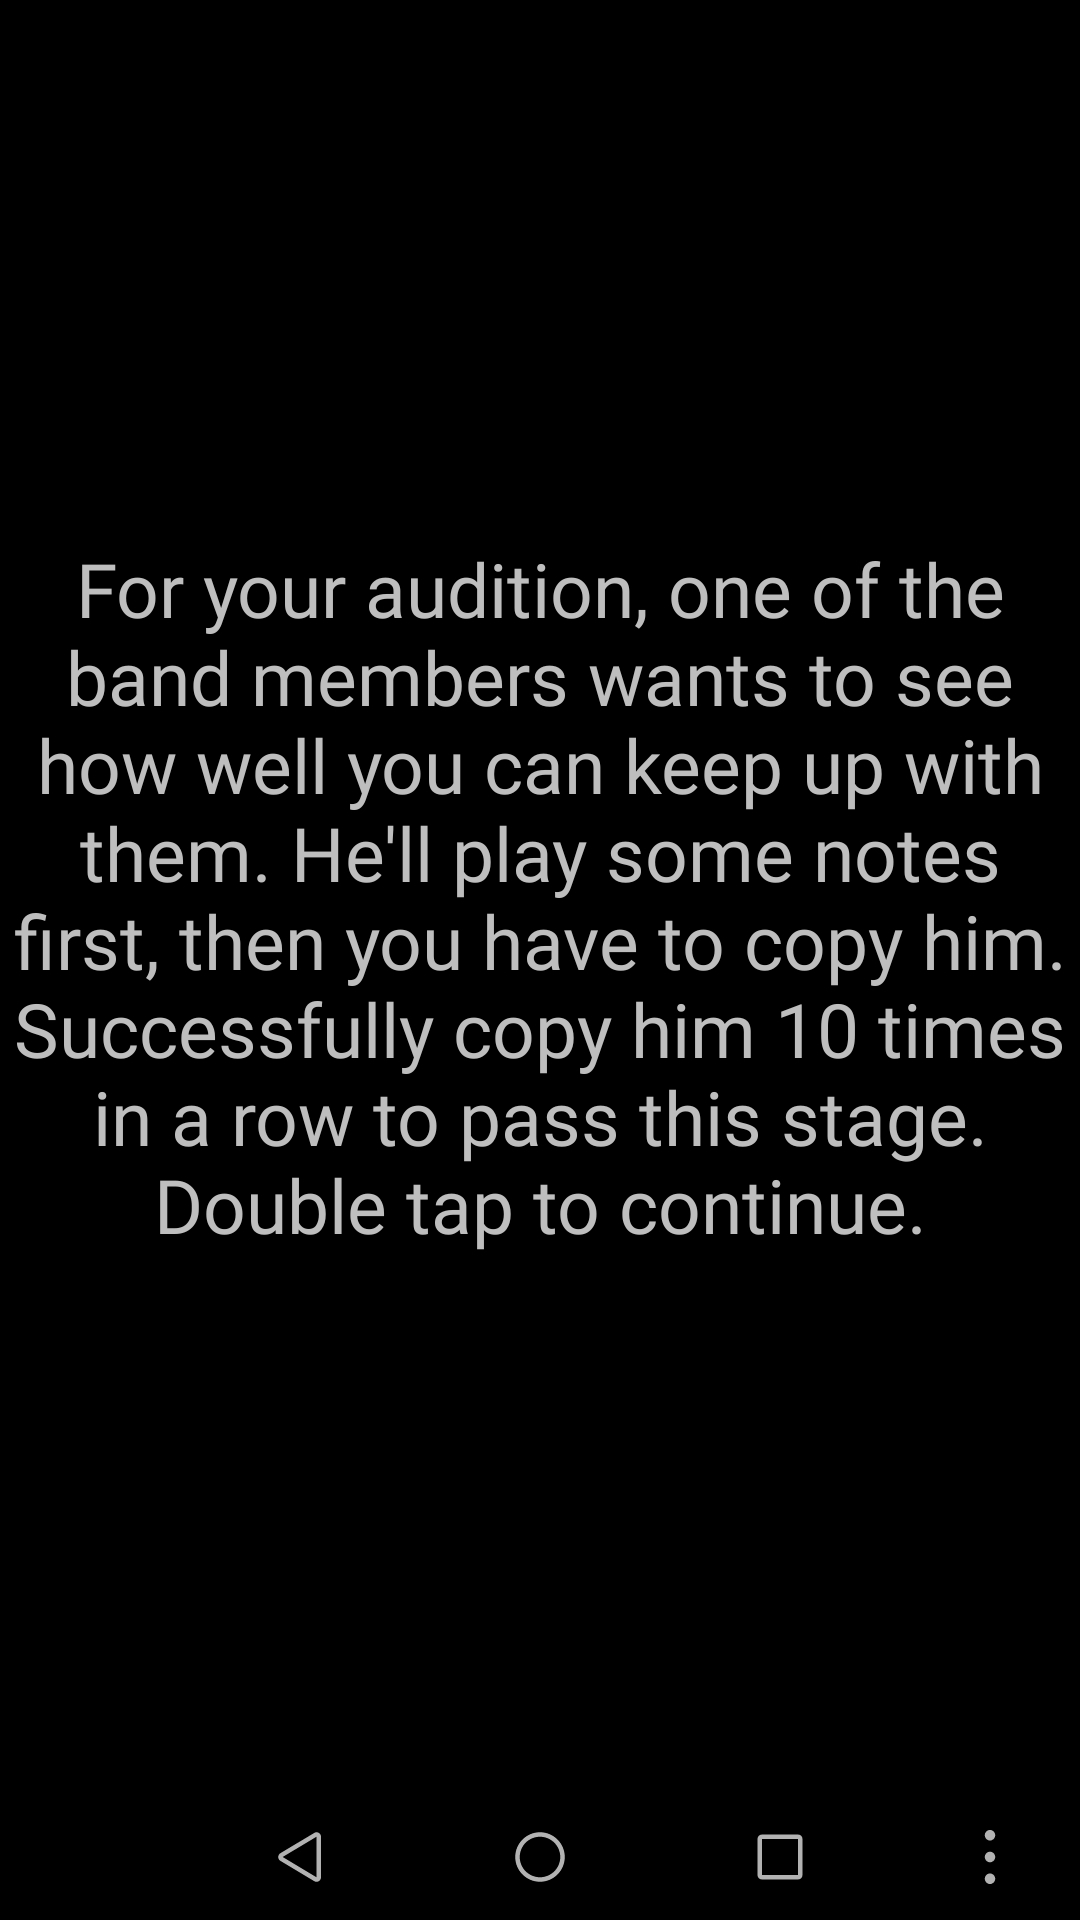 For your audition, one of the
band members wants to see
how well you can keep up with
them. He'll play some notes
first, then you have to copy him.
Successfully copy him 10 times
in a row to pass this stage.
Double tap to continue.